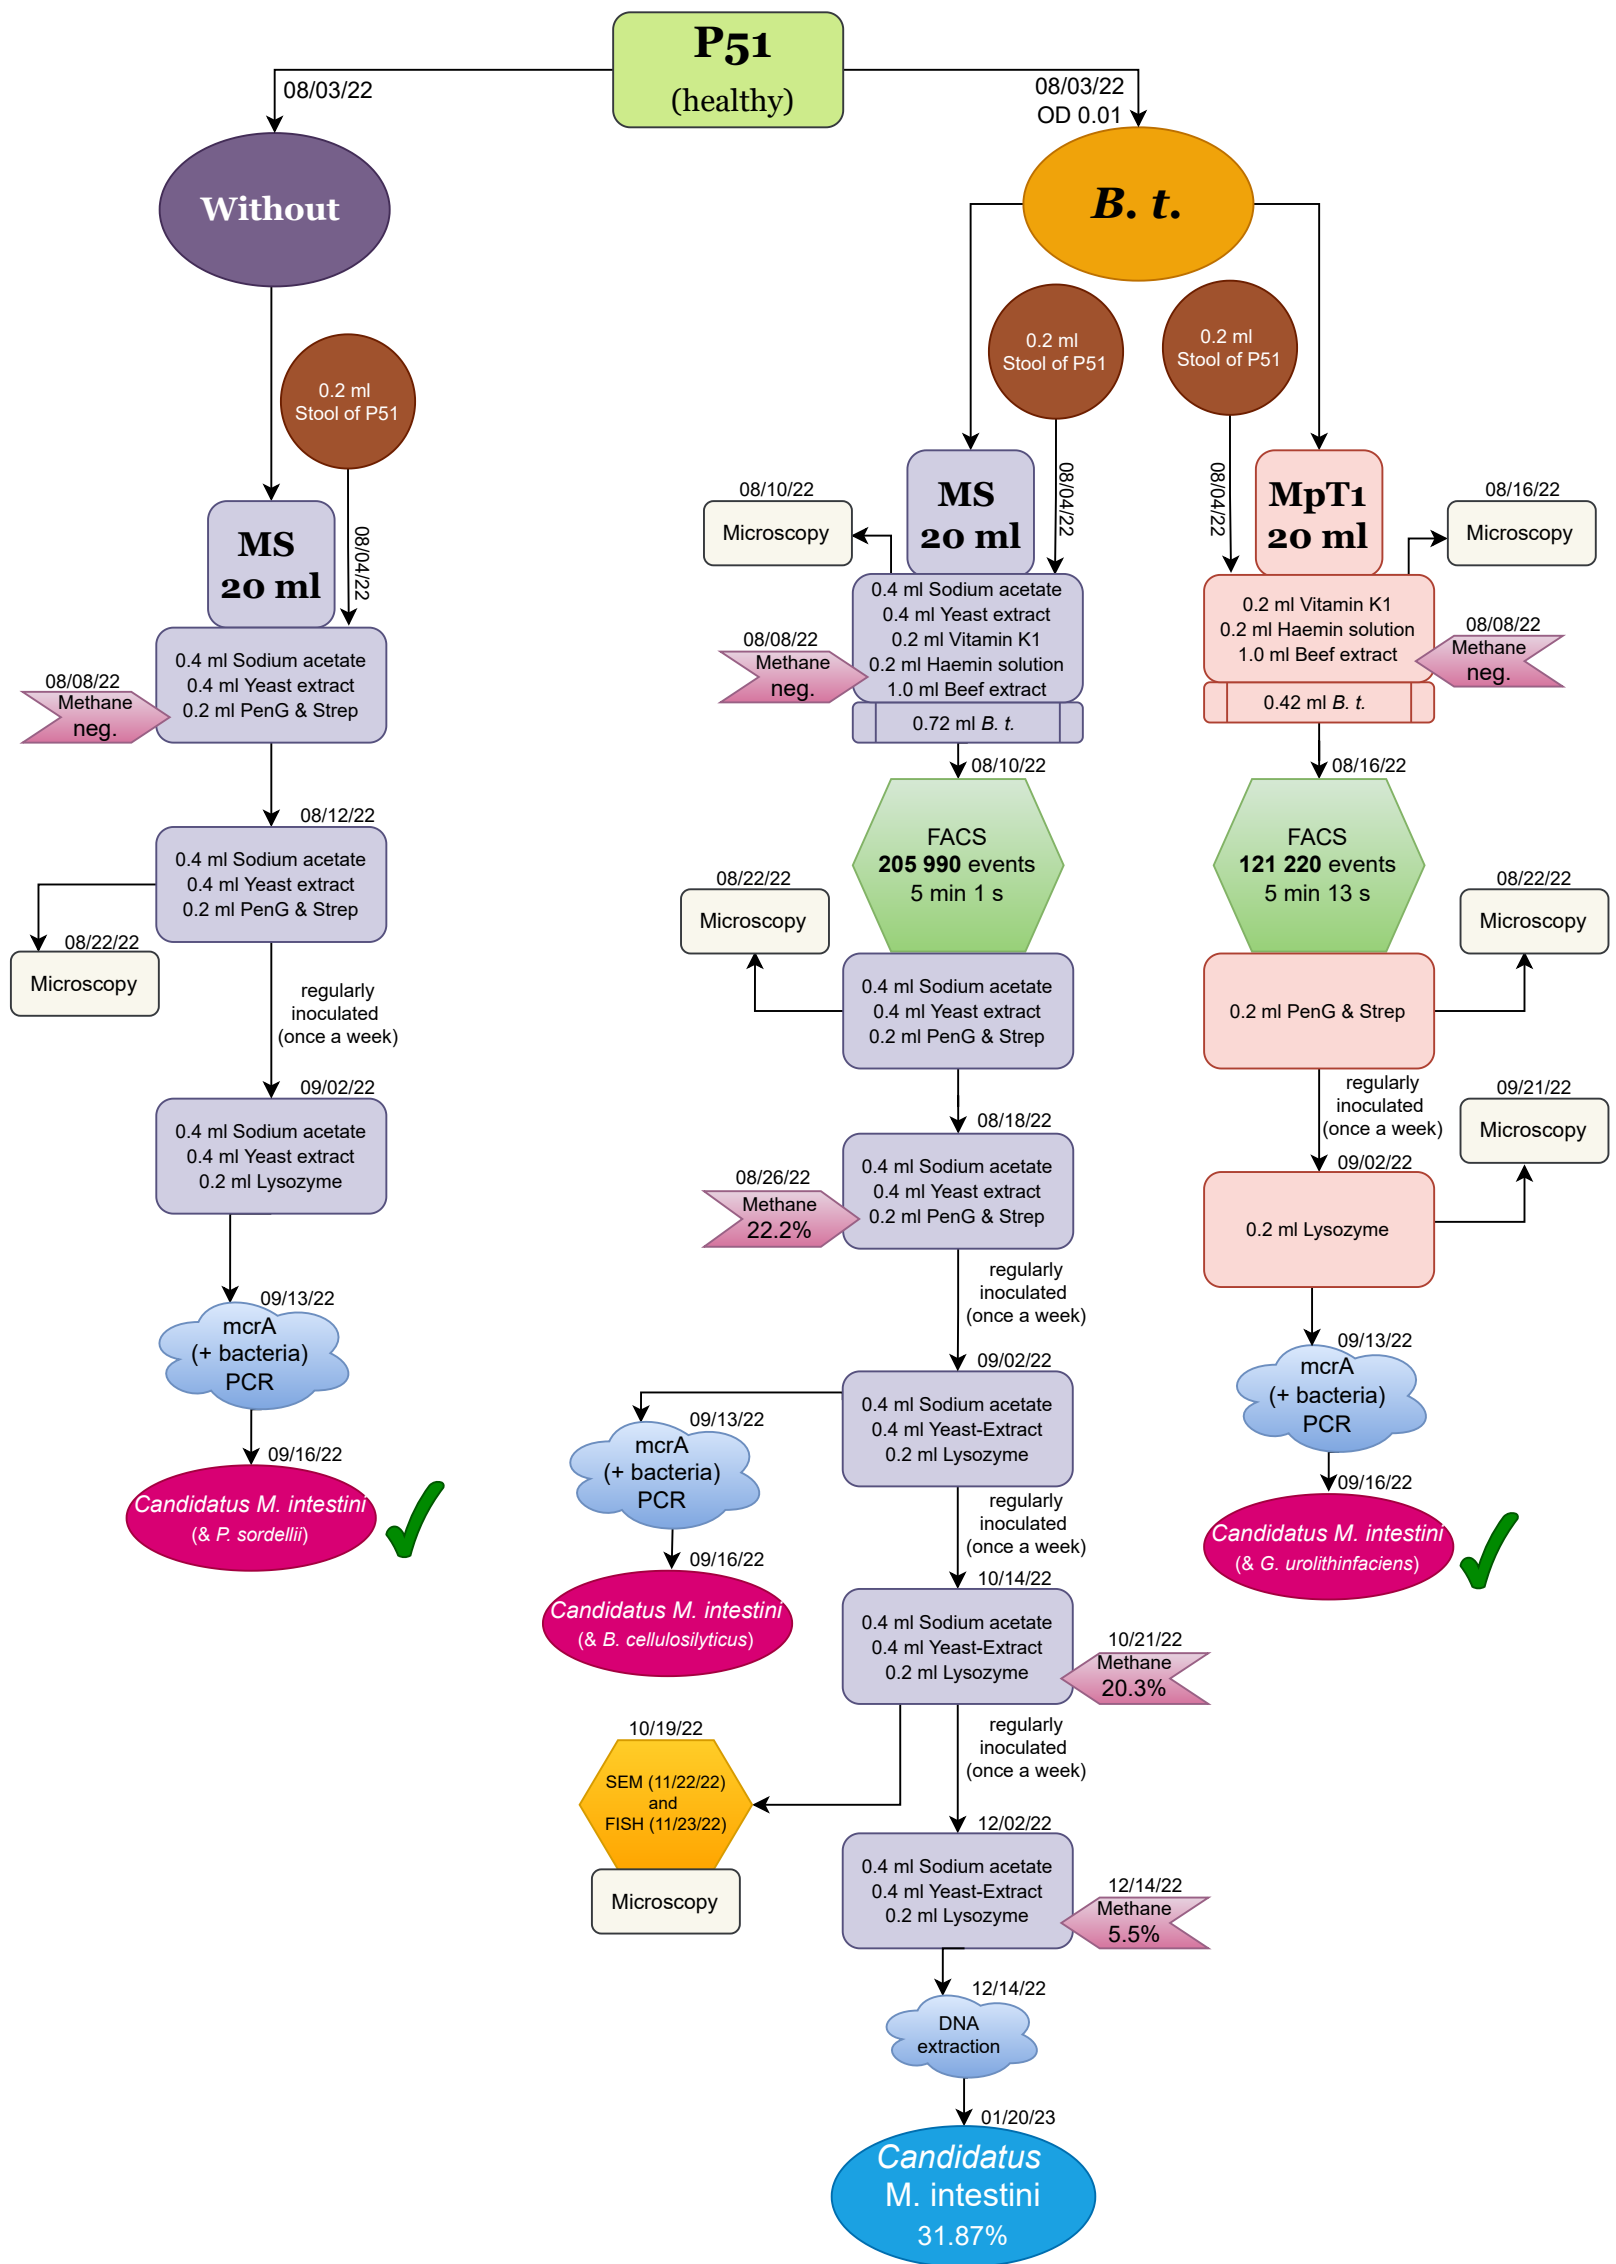 P51
(healthy)
08/03/22
08/03/22
OD 0.01
Without
B. t.
0.2 ml
Stool of P51
0.2 ml
Stool of P51
0.2 ml
Stool of P51
08/04/22
08/04/22
08/04/22
MS
20 ml
0.4 ml Sodium acetate
0.4 ml Yeast extract
0.2 ml PenG & Strep
08/08/22
Methane
neg.
08/12/22
0.4 ml Sodium acetate
0.4 ml Yeast extract
0.2 ml PenG & Strep
08/22/22
Microscopy
regularly
inoculated
(once a week)
09/02/22
0.4 ml Sodium acetate
0.4 ml Yeast extract
0.2 ml Lysozyme
09/13/22
mcrA
(+ bacteria)
PCR
09/16/22
Candidatus M. intestini
(& P. sordellii)
MS
20 ml
08/10/22
Microscopy
0.4 ml Sodium acetate
0.4 ml Yeast extract
0.2 ml Vitamin K1
0.2 ml Haemin solution
1.0 ml Beef extract
08/08/22
Methane
neg.
0.72 ml B. t.
08/10/22
FACS
205 990 events
5 min 1 s
08/22/22
Microscopy
0.4 ml Sodium acetate
0.4 ml Yeast extract
0.2 ml PenG & Strep
08/18/22
0.4 ml Sodium acetate
0.4 ml Yeast extract
0.2 ml PenG & Strep
08/26/22
Methane
22.2%
regularly
inoculated
(once a week)
09/02/22
0.4 ml Sodium acetate
0.4 ml Yeast-Extract
0.2 ml Lysozyme
09/13/22
mcrA
(+ bacteria)
PCR
09/16/22
Candidatus M. intestini
(& B. cellulosilyticus)
regularly
inoculated
(once a week)
10/14/22
0.4 ml Sodium acetate
0.4 ml Yeast-Extract
0.2 ml Lysozyme
10/21/22
Methane
20.3%
10/19/22
SEM (11/22/22)
and
FISH (11/23/22)
Microscopy
regularly
inoculated
(once a week)
12/02/22
0.4 ml Sodium acetate
0.4 ml Yeast-Extract
0.2 ml Lysozyme
12/14/22
Methane
5.5%
12/14/22
DNA
extraction
01/20/23
Candidatus
M. intestini
31.87%
MpT1
20 ml
08/16/22
Microscopy
0.2 ml Vitamin K1
0.2 ml Haemin solution
1.0 ml Beef extract
08/08/22
Methane
neg.
0.42 ml B. t.
08/16/22
FACS
121 220 events
5 min 13 s
08/22/22
Microscopy
0.2 ml PenG & Strep
regularly
inoculated
(once a week)
09/21/22
Microscopy
09/02/22
0.2 ml Lysozyme
09/13/22
mcrA
(+ bacteria)
PCR
09/16/22
Candidatus M. intestini
(& G. urolithinfaciens)